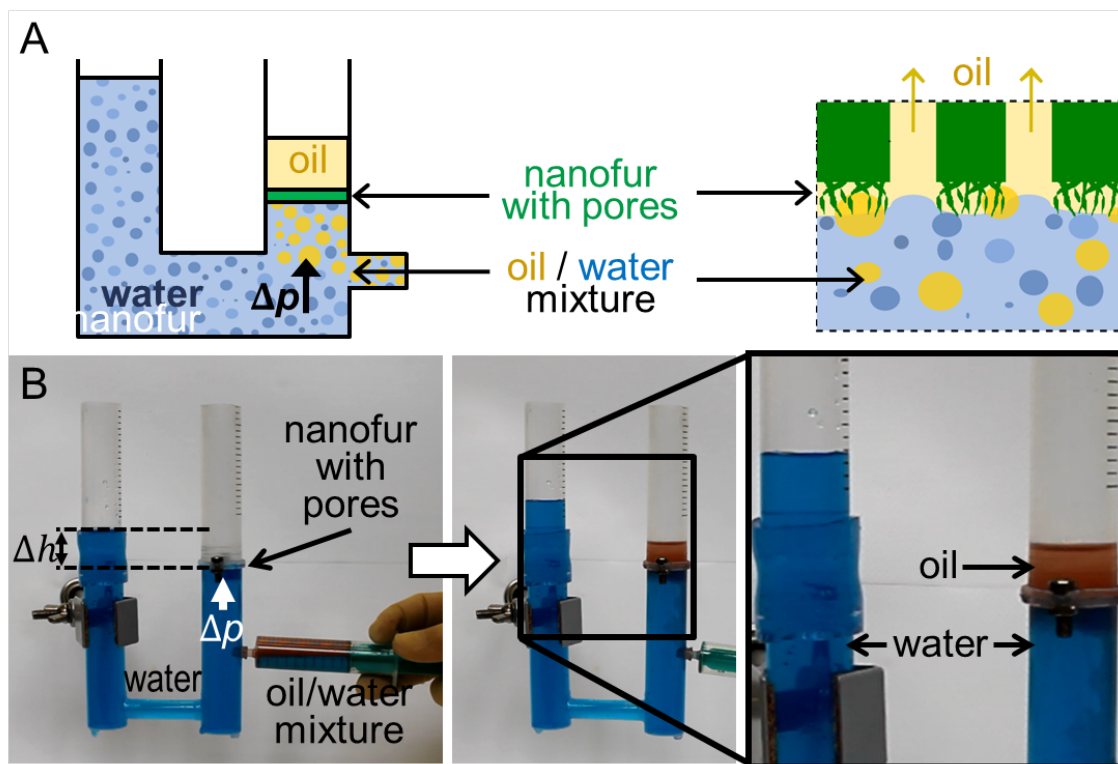 A
oil
oil
nanofur
with pores
oil / water
mixture
water
nanofur
Δp
B
nanofur
with
pores
Δh
Δp
water
oil/water
mixture
oil
water